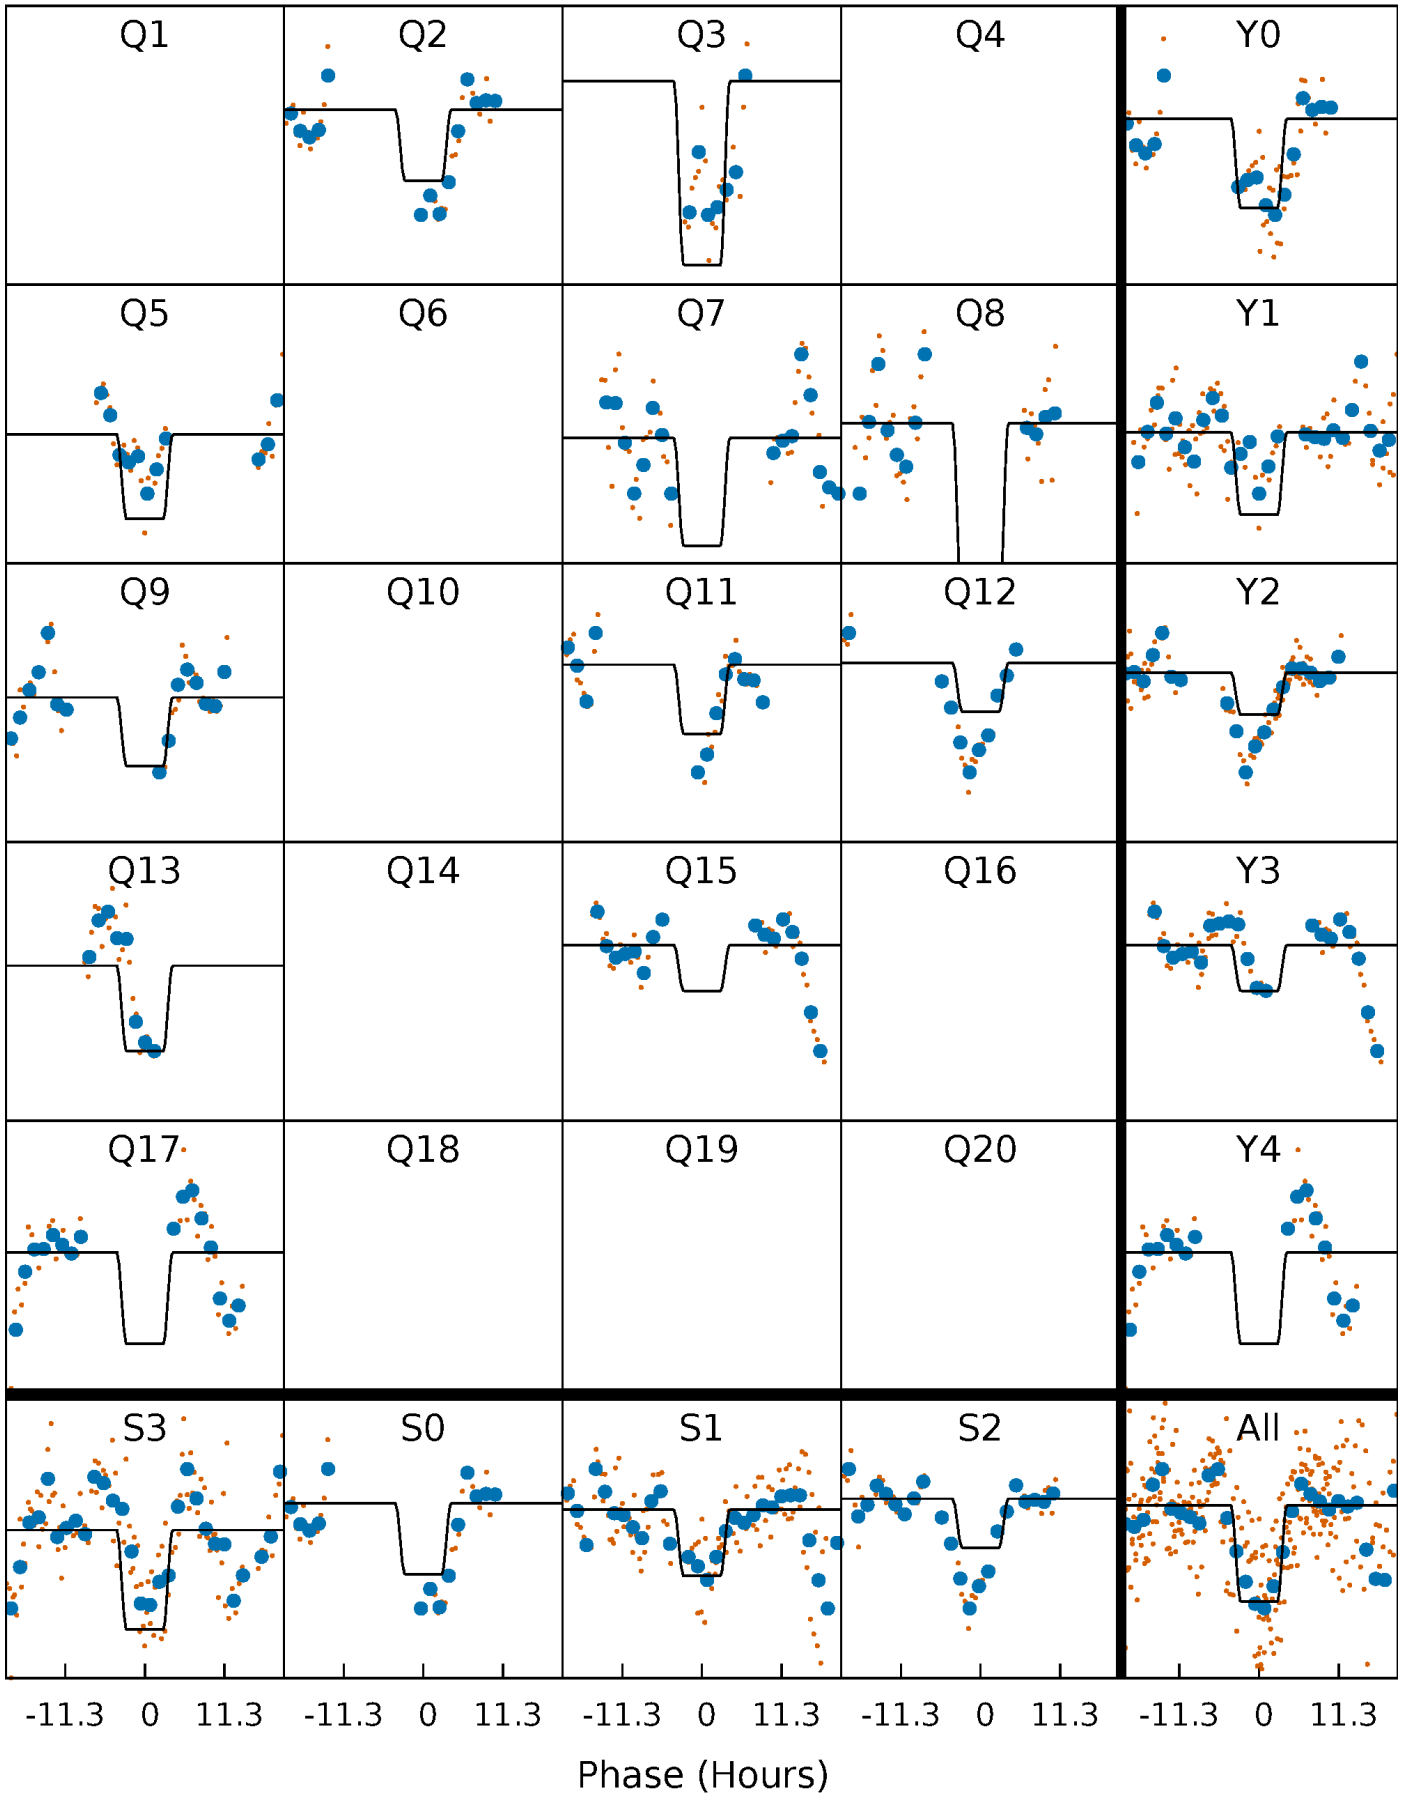 Q1 Q2 Q3 Q4 Y0
Q5 Q6 Q7 Q8 Y1
Q9 Q10 Q11 Q12 Y2
Q13 Q14 Q15 Q16 Y3
Q17 Q18 Q19 Q20 Y4
S3 S0 S1 S2 All
-11.3 0 11.3 -11.3 0 11.3 -11.3 0 11.3 -11.3 0 11.3 -11.3 0 11.3
Phase (Hours)